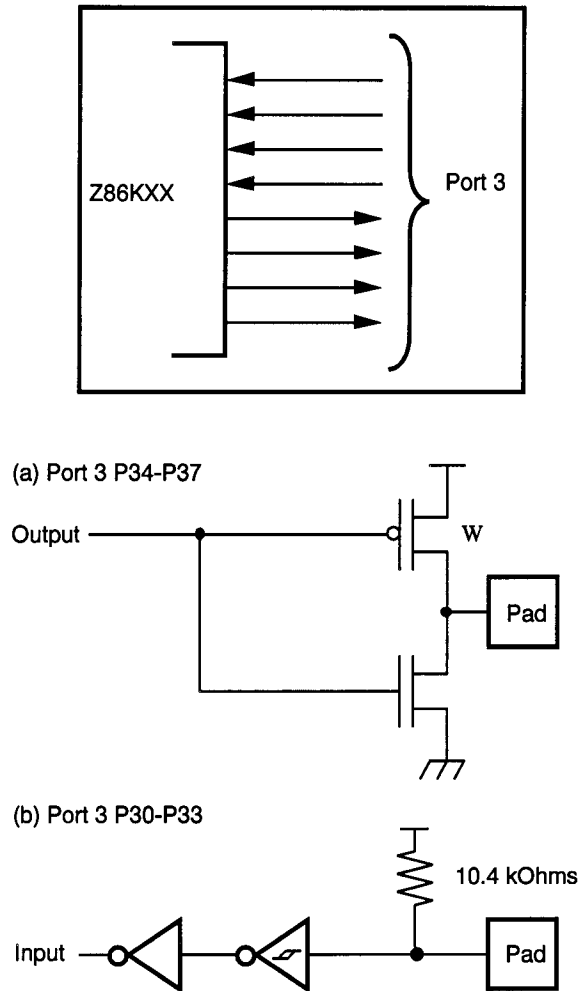 Z86KXX
Port 3
(a) Port 3 P34-P37
Output
W
Pad
(b) Port 3 P30-P33
10.4 kOhms
Input
Pad